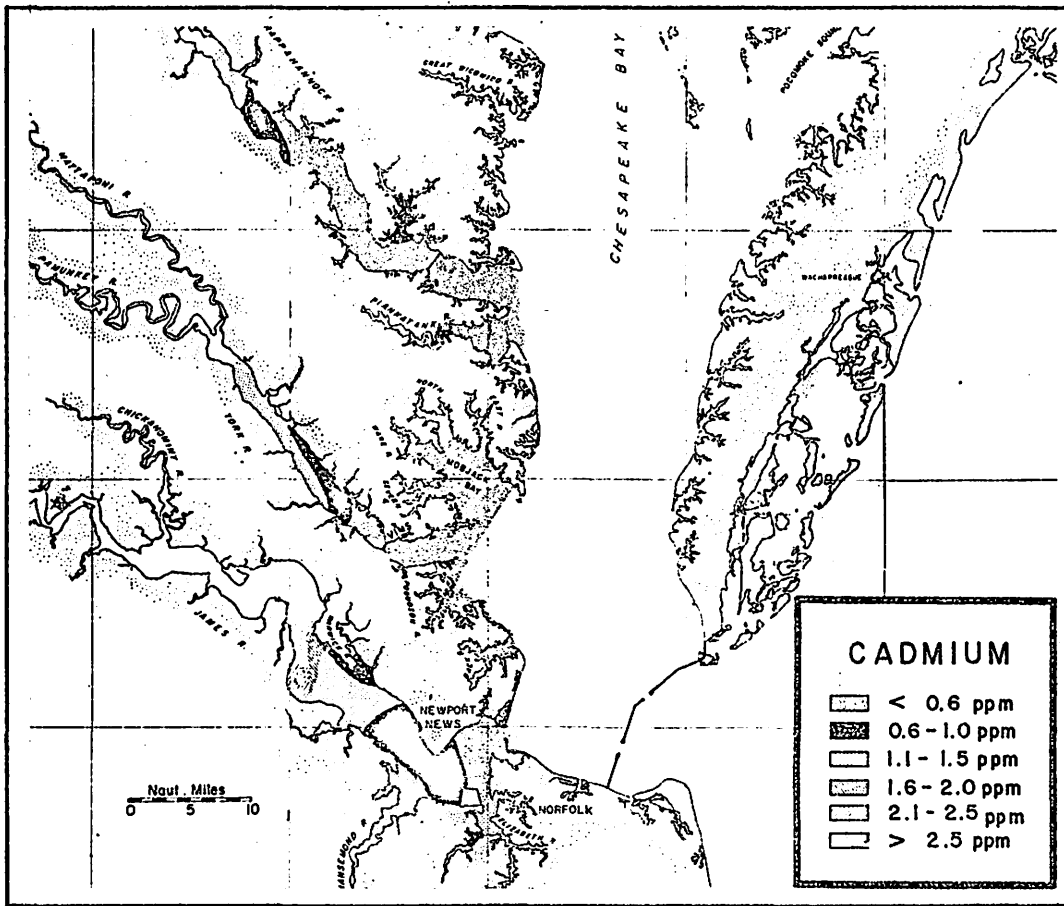 RAPPAHANNOCK R.
GREAT WICOMICO R.
CHESAPEAKE BAY
POCOMOKE SOUND
MATTAPONI R.
PAMUNKEY R.
WACHAPREAGUE
PIANKATANK R.
NORTH
WARE R.
MOBJACK
BAY
YORK R.
CHICKAHOMINY R.
JAMES R.
NEWPORT
NEWS
NORFOLK
ELIZABETH R.
NANSEMOND R.
Naut. Miles
0 5 10
CADMIUM
< 0.6 ppm
0.6-1.0 ppm
1.1-1.5 ppm
1.6-2.0 ppm
2.1-2.5 ppm
> 2.5 ppm